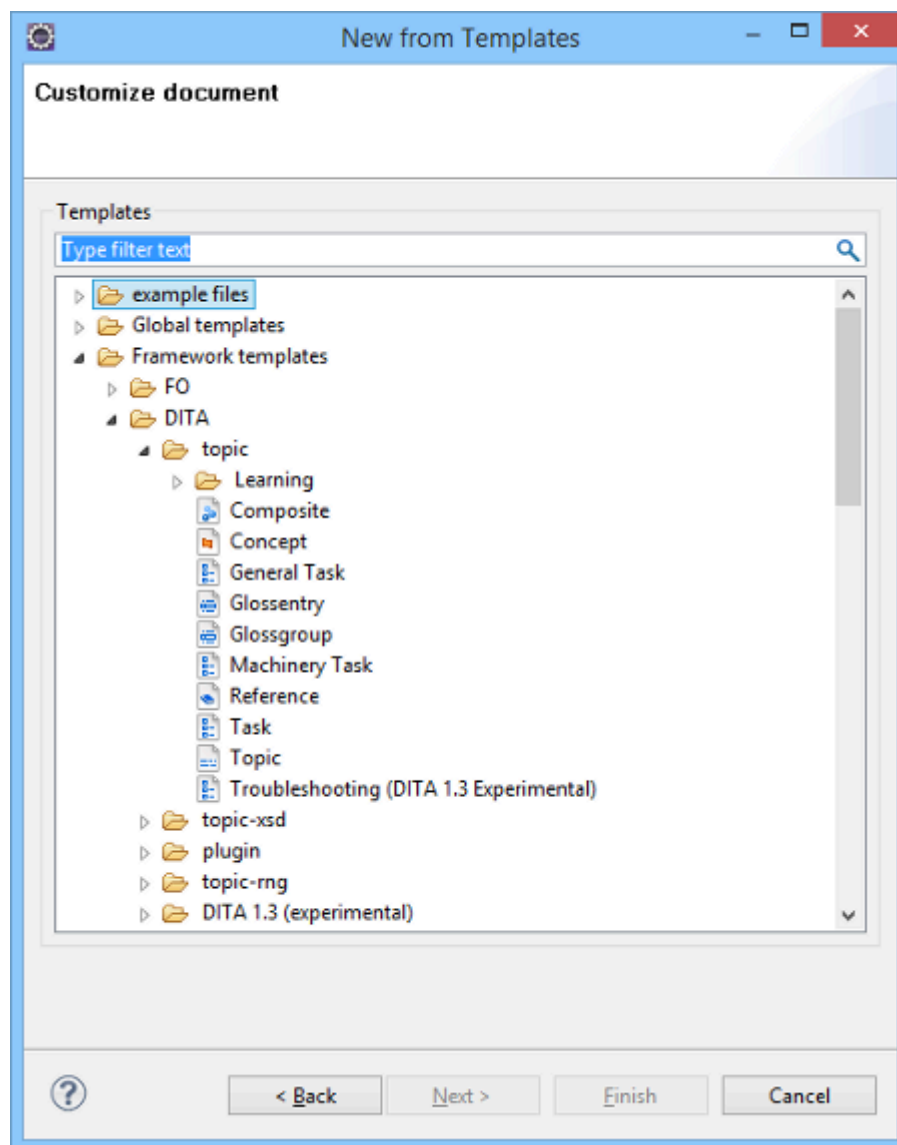 New from Templates
Customize document
Templates
Type filter text
example files
Global templates
Framework templates
FO
DITA
topic
Learning
Composite
Concept
General Task
Glossentry
Glossgroup
Machinery Task
Reference
Task
Topic
Troubleshooting (DITA 1.3 Experimental)
topic-xsd
plugin
topic-rng
DITA 1.3 (experimental)
? < Back Next > Finish Cancel